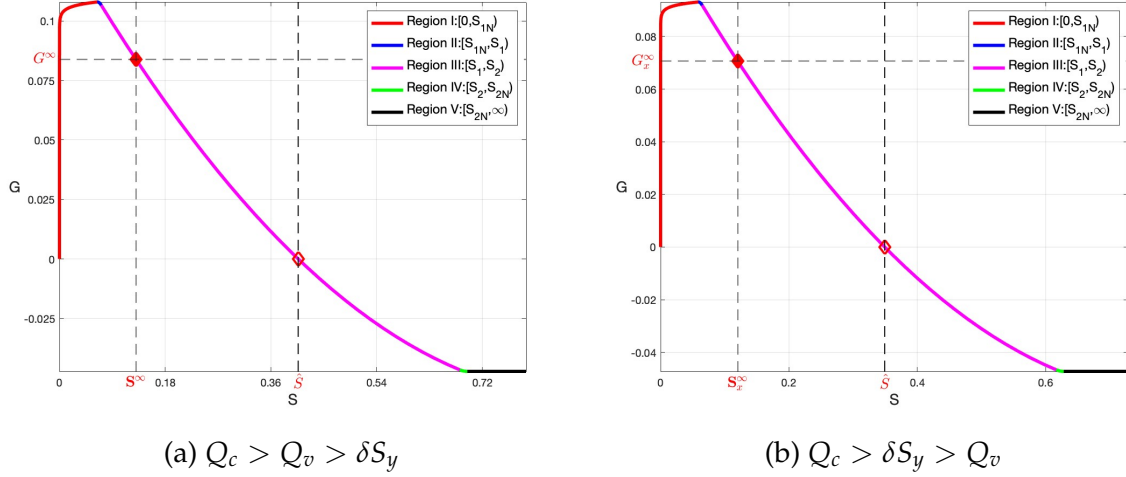 0.1
0.075
0.05
0.025
0
-0.025
G^∞
G
0
0.18
0.36
0.54
0.72
S^∞
Ŝ
S
Region I:[0,S_{1N})
Region II:[S_{1N},S_1)
Region III:[S_1,S_2)
Region IV:[S_2,S_{2N})
Region V:[S_{2N},∞)
(a) Q_c > Q_v > δS_y
0.08
0.06
0.04
0.02
0
-0.02
-0.04
G_x^∞
G
0
0.2
0.4
0.6
S_x^∞
Ŝ
S
Region I:[0,S_{1N})
Region II:[S_{1N},S_1)
Region III:[S_1,S_2)
Region IV:[S_2,S_{2N})
Region V:[S_{2N},∞)
(b) Q_c > δS_y > Q_v